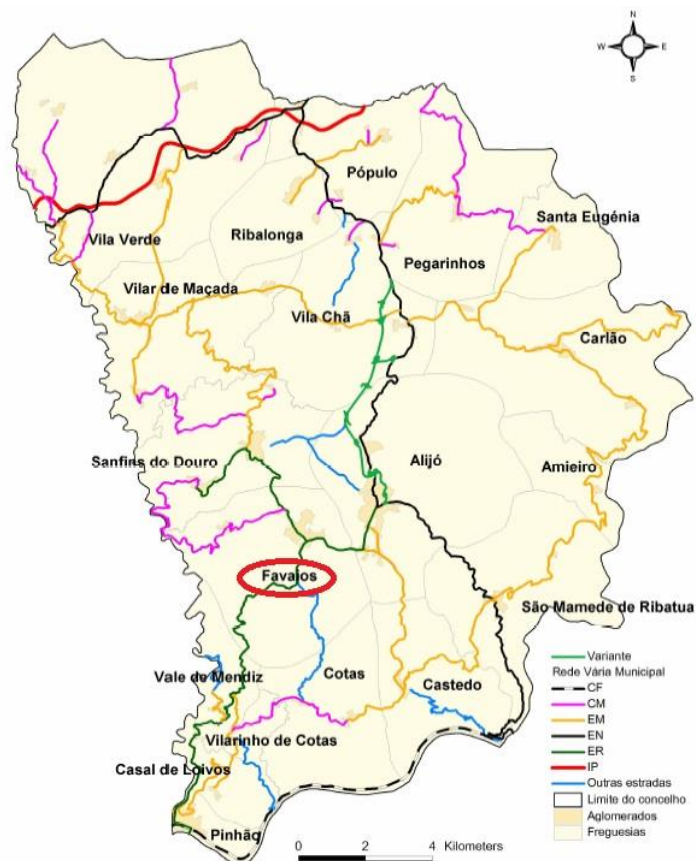 N
W E
S
Pópulo
Santa Eugénia
Vila Verde
Ribalonga
Pegarinhos
Vilar de Maçada
Vila Chã
Carlão
Sanfins do Douro
Alijó
Amieiro
Favaios
São Mamede de Ribatua
Vale de Mendiz
Cotas
Castedo
Vilarinho de Cotas
Casal de Loivos
Pinhão
Variante
Rede Vária Municipal
CF
CM
EM
EN
ER
IP
Outras estradas
Limite do concelho
Aglomerados
Freguesias
0 2 4 Kilometers